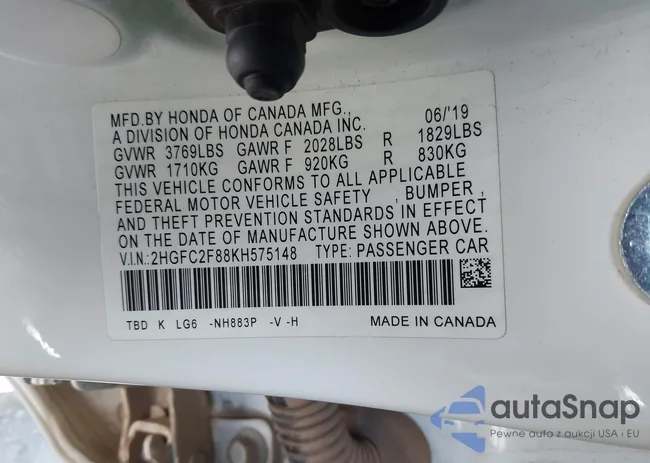 MFD.BY HONDA OF CANADA MFG., 06/'19
A DIVISION OF HONDA CANADA INC.
GVWR 3769LBS GAWR F 2028LBS R 1829LBS
GVWR 1710KG GAWR F 920KG R 830KG
THIS VEHICLE CONFORMS TO ALL APPLICABLE
FEDERAL MOTOR VEHICLE SAFETY , BUMPER ,
AND THEFT PREVENTION STANDARDS IN EFFECT
ON THE DATE OF MANUFACTURE SHOWN ABOVE.
V.I.N.:2HGFC2F88KH575148 TYPE: PASSENGER CAR
TBD K LG6 -NH883P -V -H MADE IN CANADA
autaSnap
Pewne auta z aukcji USA i EU